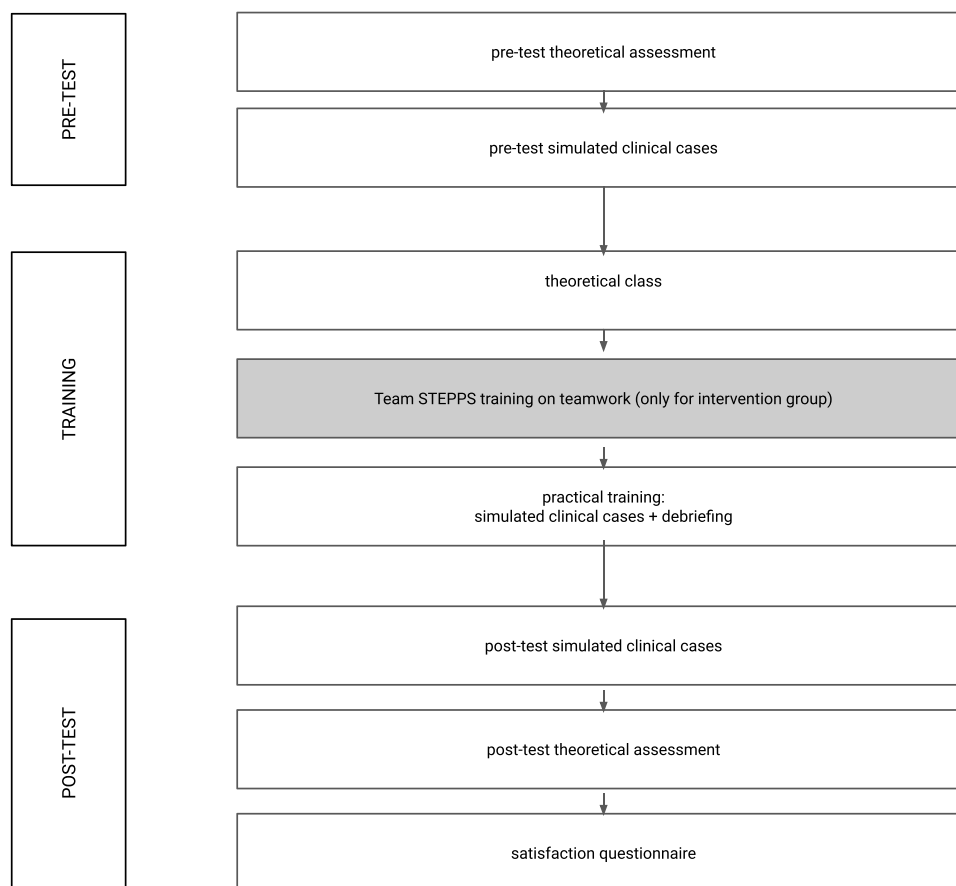 PRE-TEST
pre-test theoretical assessment
pre-test simulated clinical cases
TRAINING
theoretical class
Team STEPPS training on teamwork (only for intervention group)
practical training:
simulated clinical cases + debriefing
POST-TEST
post-test simulated clinical cases
post-test theoretical assessment
satisfaction questionnaire